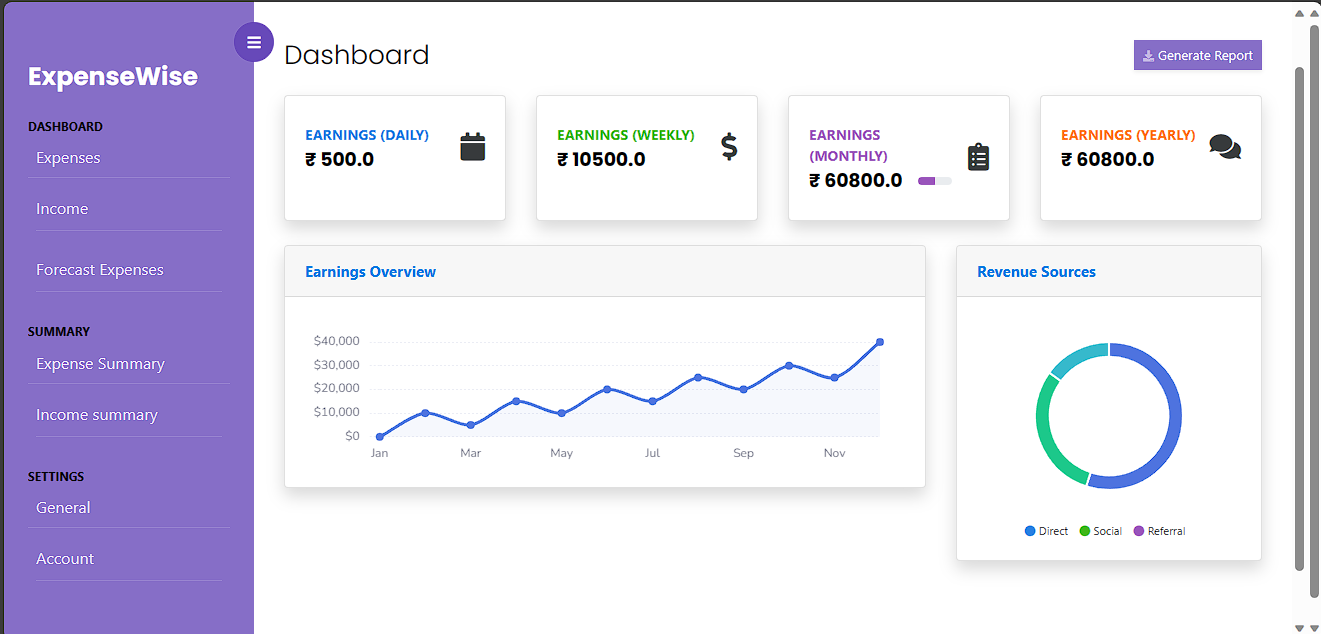 ExpenseWise
DASHBOARD
Expenses
Income
Forecast Expenses
SUMMARY
Expense Summary
Income summary
SETTINGS
General
Account
Dashboard
Generate Report
EARNINGS (DAILY)
₹ 500.0
EARNINGS (WEEKLY)
₹ 10500.0
EARNINGS
(MONTHLY)
₹ 60800.0
EARNINGS (YEARLY)
₹ 60800.0
Earnings Overview
$40,000
$30,000
$20,000
$10,000
$0
Jan Mar May Jul Sep Nov
Revenue Sources
Direct Social Referral